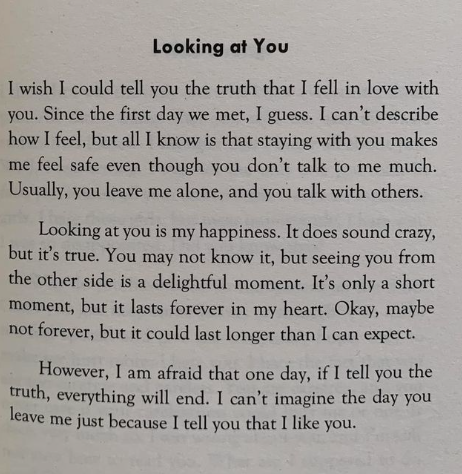 Looking at You
I wish I could tell you the truth that I fell in love with
you. Since the first day we met, I guess. I can't describe
how I feel, but all I know is that staying with you makes
me feel safe even though you don't talk to me much.
Usually, you leave me alone, and you talk with others.
Looking at you is my happiness. It does sound crazy,
but it's true. You may not know it, but seeing you from
the other side is a delightful moment. It's only a short
moment, but it lasts forever in my heart. Okay, maybe
not forever, but it could last longer than I can expect.
However, I am afraid that one day, if I tell you the
truth, everything will end. I can't imagine the day you
leave me just because I tell you that I like you.